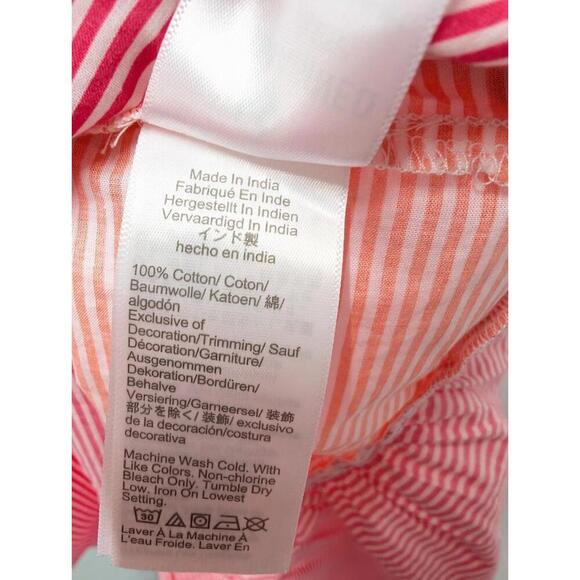 Made In India
Fabriqué En Inde
Hergestellt In Indien
Vervaardigd In India
インド製
hecho en india
100% Cotton/ Coton/
Baumwolle/ Katoen/ 綿/
algodón
Exclusive of
Decoration/Trimming/ Sauf
Décoration/Garniture/
Ausgenommen
Dekoration/Bordüren/
Behalve
Versiering/Garneersel/ 装飾
部分を除く/ 装飾/ exclusivo
de la decoración/costura
decorativa
Machine Wash Cold. With
Like Colors. Non-chlorine
Bleach Only. Tumble Dry
Low. Iron On Lowest
Setting.
30
Laver À La Machine À
L'eau Froide. Laver En